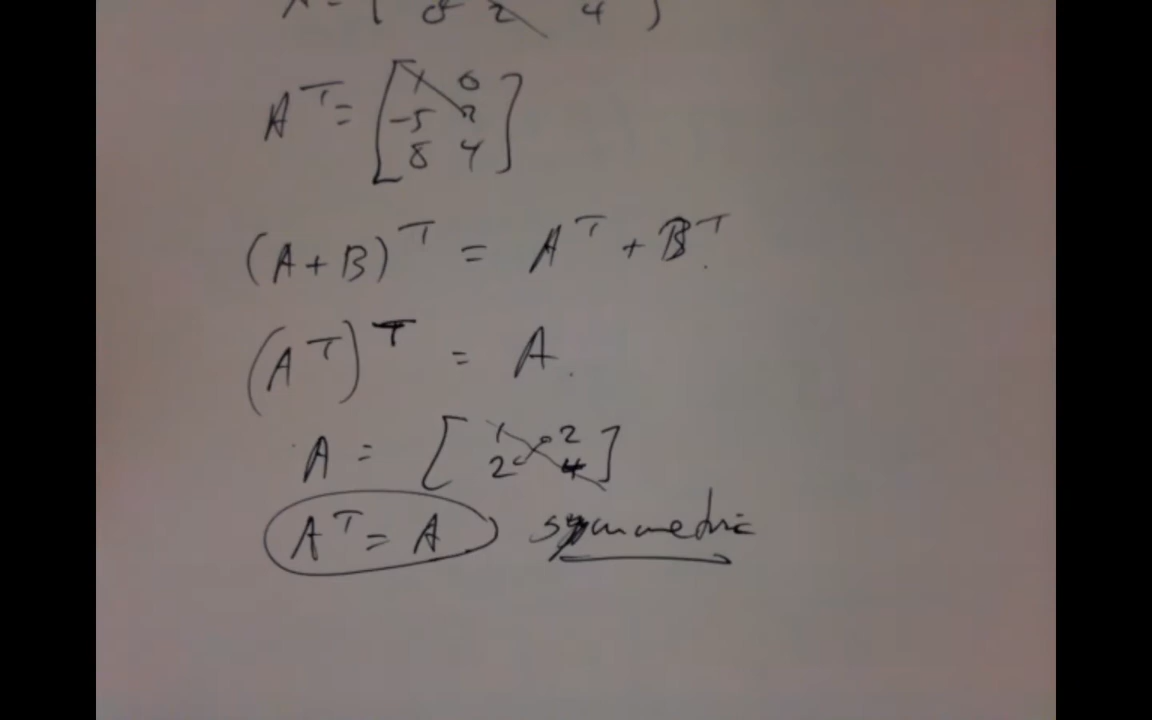 A^T = [ 1 0
-5 2
8 4 ]
(A + B)^T = A^T + B^T.
(A^T)^T = A.
A = [ 1 2
2 4 ]
A^T = A symmetric